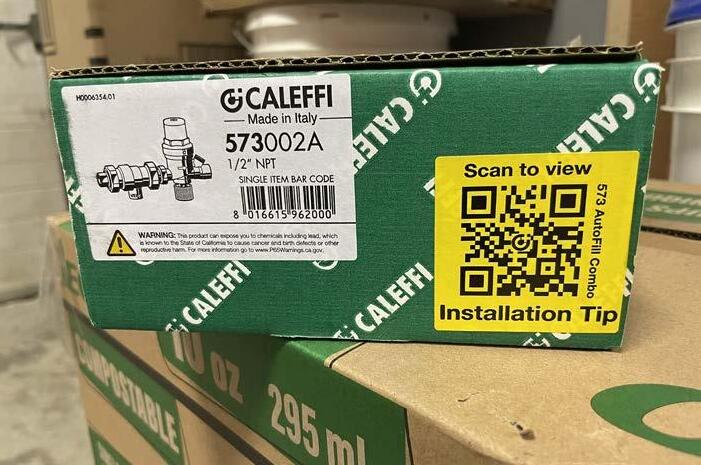 H0006354.01
CALEFFI
Made in Italy
573002A
1/2" NPT
SINGLE ITEM BAR CODE
8 016615 962000
WARNING: This product can expose you to chemicals including lead, which
is known to the State of California to cause cancer and birth defects or other
reproductive harm. For more information go to www.P65Warnings.ca.gov.
Scan to view
573 AutoFill Combo
Installation Tip
CALEFFI
CALEFFI
CALEFFI
CALEFFI
COMPOSTABLE
10 oz
295 ml